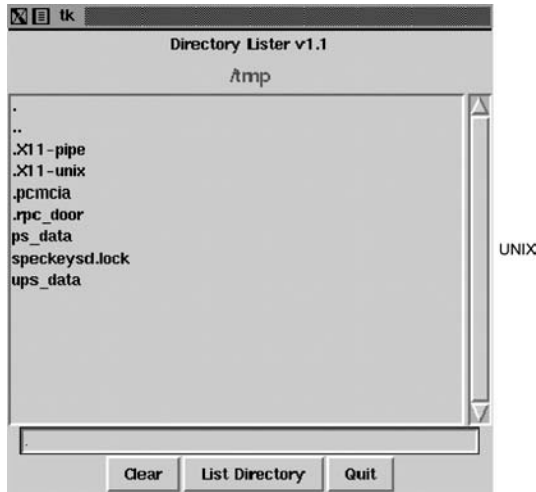 tk
Directory Lister v1.1
/tmp
.
..
.X11-pipe
.X11-unix
.pcmcia
.rpc_door
ps_data
speckeysd.lock
ups_data
UNIX
.
Clear List Directory Quit